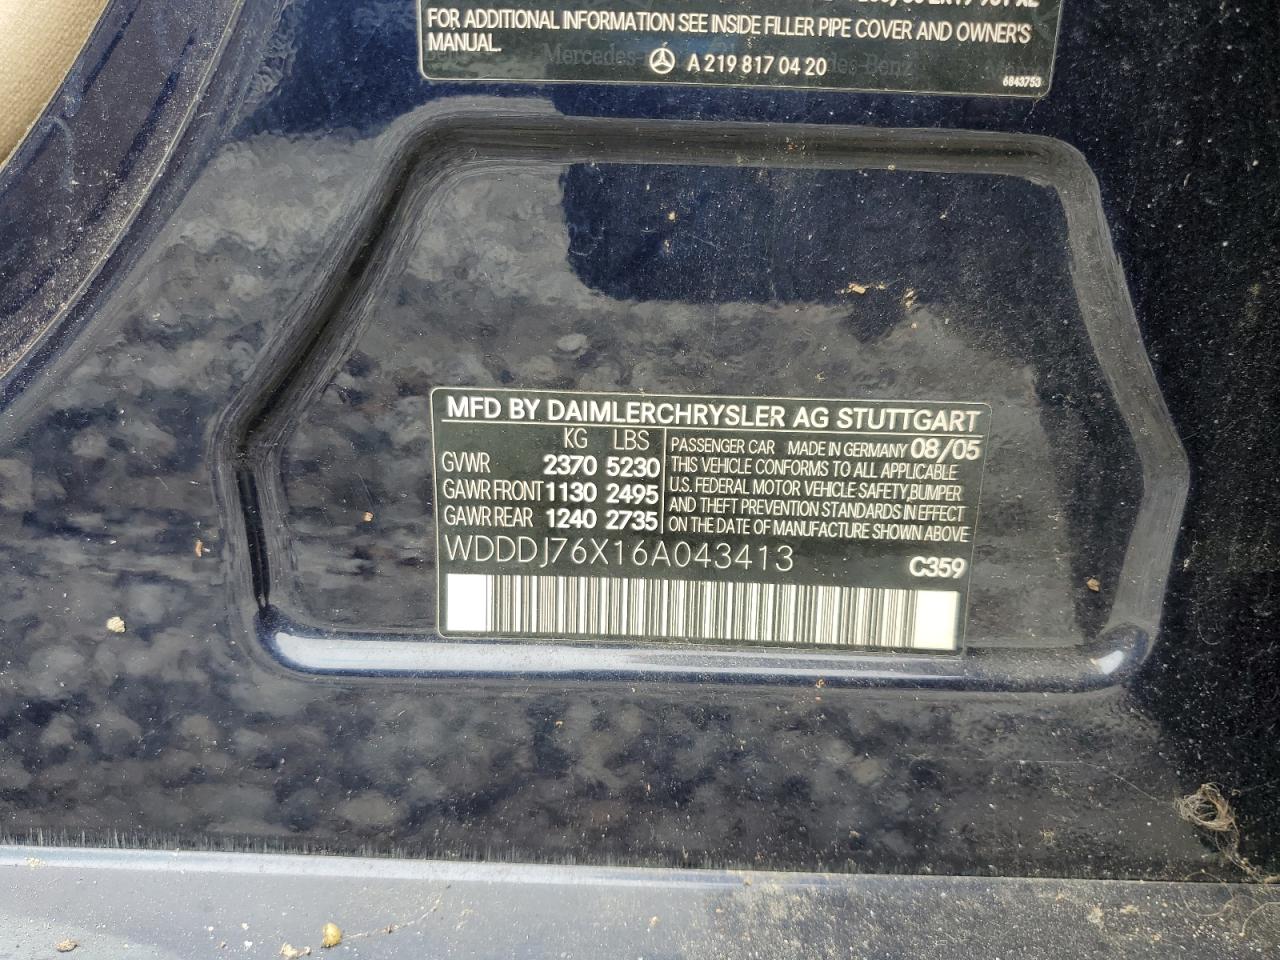 FOR ADDITIONAL INFORMATION SEE INSIDE FILLER PIPE COVER AND OWNER'S
MANUAL.
A 219 817 04 20
6843753
MFD BY DAIMLERCHRYSLER AG STUTTGART
KG LBS
GVWR 2370 5230
GAWR FRONT 1130 2495
GAWR REAR 1240 2735
PASSENGER CAR MADE IN GERMANY 08/05
THIS VEHICLE CONFORMS TO ALL APPLICABLE
U.S. FEDERAL MOTOR VEHICLE SAFETY, BUMPER
AND THEFT PREVENTION STANDARDS IN EFFECT
ON THE DATE OF MANUFACTURE SHOWN ABOVE
WDDDJ76X16A043413
C359